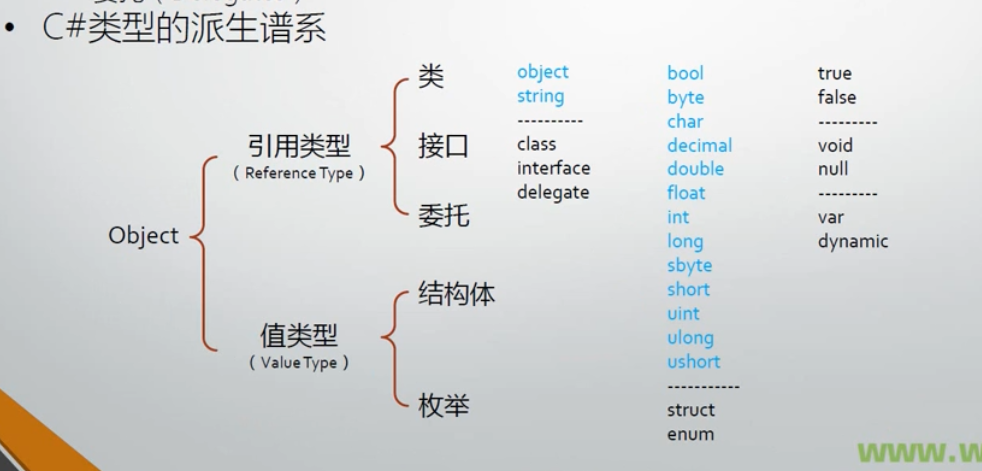 • C#类型的派生谱系
Object
引用类型
( Reference Type )
类
接口
委托
值类型
( Value Type )
结构体
枚举
object
string
----------
class
interface
delegate
bool
byte
char
decimal
double
float
int
long
sbyte
short
uint
ulong
ushort
-----------
struct
enum
true
false
---------
void
null
---------
var
dynamic
www.